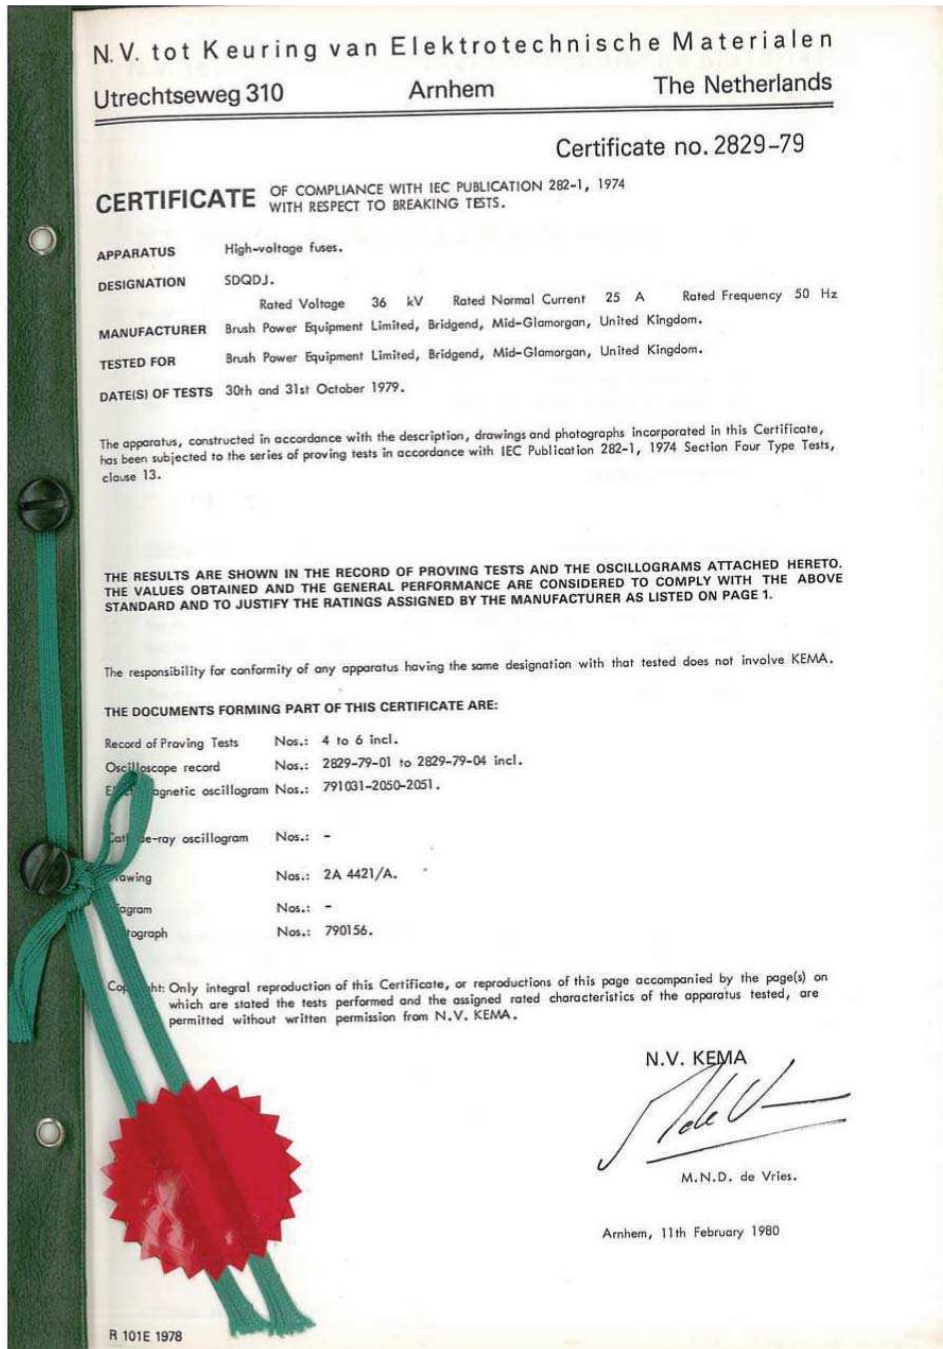 N.V. tot Keuring van Elektrotechnische Materialen
Utrechtseweg 310 Arnhem The Netherlands
Certificate no. 2829-79
CERTIFICATE OF COMPLIANCE WITH IEC PUBLICATION 282-1, 1974
WITH RESPECT TO BREAKING TESTS.
APPARATUS High-voltage fuses.
DESIGNATION SDQDJ.
Rated Voltage 36 kV Rated Normal Current 25 A Rated Frequency 50 Hz
MANUFACTURER Brush Power Equipment Limited, Bridgend, Mid-Glamorgan, United Kingdom.
TESTED FOR Brush Power Equipment Limited, Bridgend, Mid-Glamorgan, United Kingdom.
DATE(S) OF TESTS 30th and 31st October 1979.
The apparatus, constructed in accordance with the description, drawings and photographs incorporated in this Certificate,
has been subjected to the series of proving tests in accordance with IEC Publication 282-1, 1974 Section Four Type Tests,
clause 13.
THE RESULTS ARE SHOWN IN THE RECORD OF PROVING TESTS AND THE OSCILLOGRAMS ATTACHED HERETO.
THE VALUES OBTAINED AND THE GENERAL PERFORMANCE ARE CONSIDERED TO COMPLY WITH THE ABOVE
STANDARD AND TO JUSTIFY THE RATINGS ASSIGNED BY THE MANUFACTURER AS LISTED ON PAGE 1.
The responsibility for conformity of any apparatus having the same designation with that tested does not involve KEMA.
THE DOCUMENTS FORMING PART OF THIS CERTIFICATE ARE:
Record of Proving Tests Nos.: 4 to 6 incl.
Oscilloscope record Nos.: 2829-79-01 to 2829-79-04 incl.
oscillogram Nos.: 791031-2050-2051.
oscillogram Nos.: -
Nos.: 2A 4421/A.
Nos.: -
Nos.: 790156.
Only integral reproduction of this Certificate, or reproductions of this page accompanied by the page(s) on
which are stated the tests performed and the assigned rated characteristics of the apparatus tested, are
permitted without written permission from N.V. KEMA.
N.V. KEMA
M.N.D. de Vries.
Arnhem, 11th February 1980
R 101E 1978